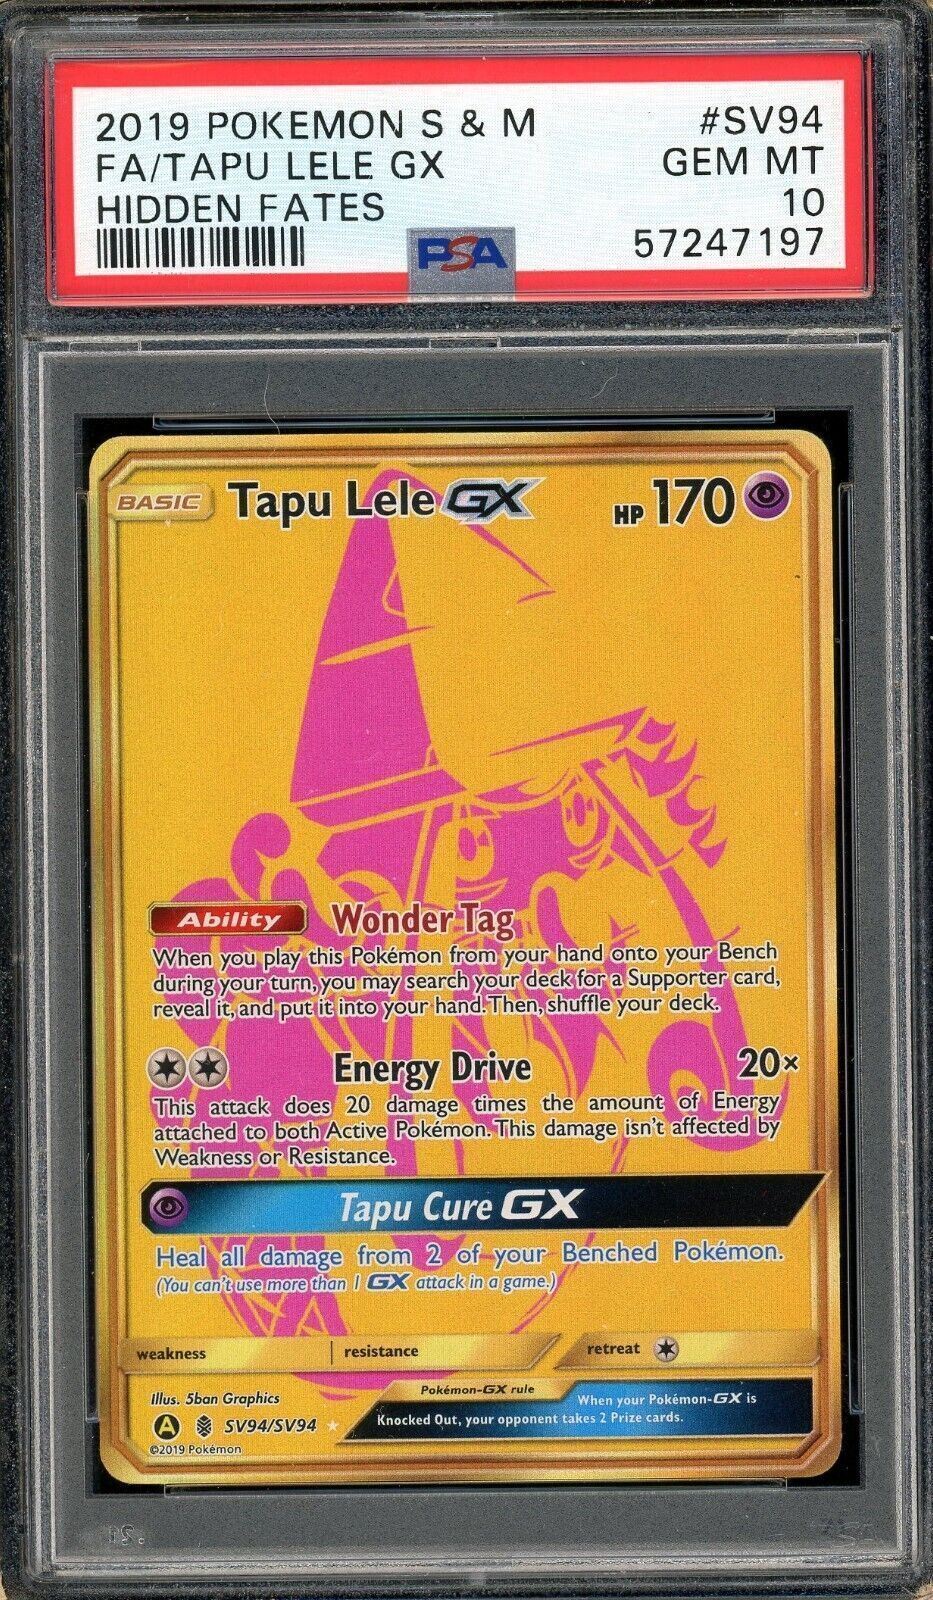 2019 POKEMON S & M #SV94
FA/TAPU LELE GX GEM MT
HIDDEN FATES 10
PSA 57247197
BASIC Tapu Lele GX HP 170
Ability Wonder Tag
When you play this Pokémon from your hand onto your Bench
during your turn, you may search your deck for a Supporter card,
reveal it, and put it into your hand. Then, shuffle your deck.
Energy Drive 20×
This attack does 20 damage times the amount of Energy
attached to both Active Pokémon. This damage isn't affected by
Weakness or Resistance.
Tapu Cure GX
Heal all damage from 2 of your Benched Pokémon.
(You can't use more than 1 GX attack in a game.)
weakness resistance retreat
Illus. 5ban Graphics
A SV94/SV94
©2019 Pokémon
Pokémon-GX rule
When your Pokémon-GX is
Knocked Out, your opponent takes 2 Prize cards.